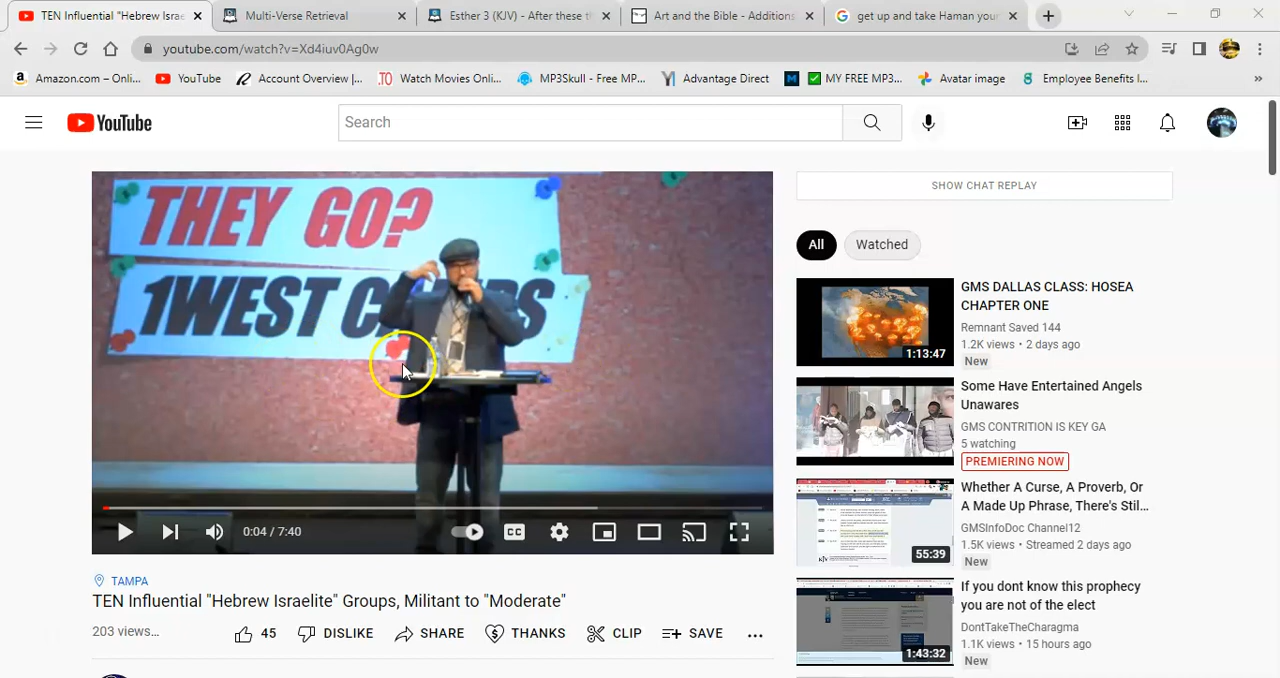 TEN Influential "Hebrew Israe
Multi-Verse Retrieval
Esther 3 (KJV) - After these th
Art and the Bible - Additions
get up and take Haman your
youtube.com/watch?v=Xd4iuv0Ag0w
Amazon.com – Onli...
YouTube
Account Overview |...
.TO Watch Movies Onlin...
MP3Skull - Free MP...
Advantage Direct
MY FREE MP3...
Avatar image
Employee Benefits I...
»
YouTube
Search
SHOW CHAT REPLAY
THEY GO?
1WEST C
All
Watched
GMS DALLAS CLASS: HOSEA
CHAPTER ONE
Remnant Saved 144
1.2K views • 2 days ago
New
1:13:47
Some Have Entertained Angels
Unawares
GMS CONTRITION IS KEY GA
5 watching
PREMIERING NOW
Whether A Curse, A Proverb, Or
A Made Up Phrase, There's Stil...
GMSInfoDoc Channel12
1.5K views • Streamed 2 days ago
New
55:39
If you dont know this prophecy
you are not of the elect
DontTakeTheCharagma
1.1K views • 15 hours ago
New
1:43:32
0:04 / 7:40
CC
TAMPA
TEN Influential "Hebrew Israelite" Groups, Militant to "Moderate"
203 views...
45
DISLIKE
SHARE
THANKS
CLIP
SAVE
...